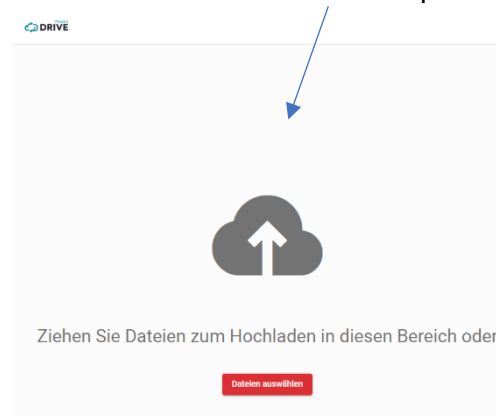 DRIVE
Ziehen Sie Dateien zum Hochladen in diesen Bereich oder
Dateien auswählen